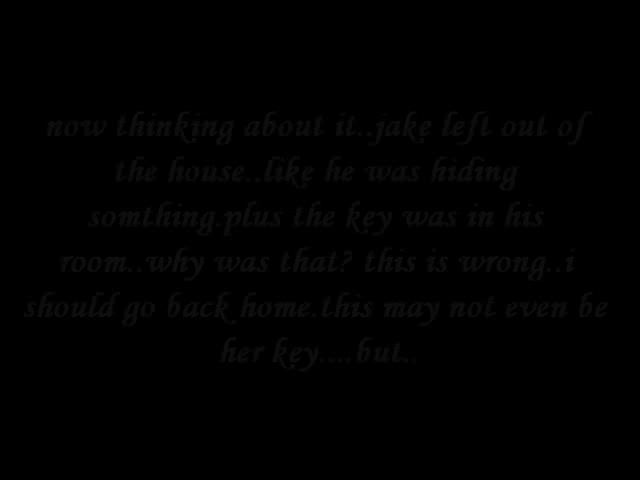 now thinking about it..jake left out of
the house..like he was hiding
somthing.plus the key was in his
room..why was that? this is wrong..i
should go back home.this may not even be
her key....but..